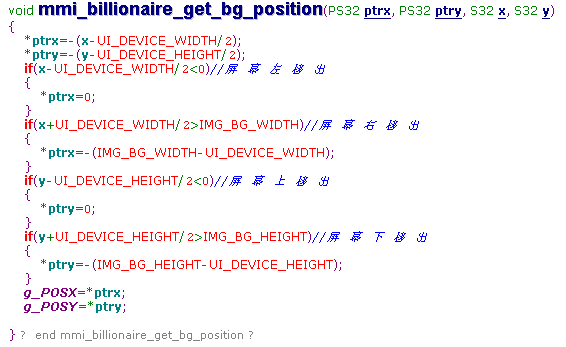 void mmi_billionaire_get_bg_position(PS32 ptrx, PS32 ptry, S32 x, S32 y)
{
*ptrx=-(x-UI_DEVICE_WIDTH/2);
*ptry=-(y-UI_DEVICE_HEIGHT/2);
if(x-UI_DEVICE_WIDTH/2<0)//屏 幕 左 移 出
{
*ptrx=0;
}
if(x+UI_DEVICE_WIDTH/2>IMG_BG_WIDTH)//屏 幕 右 移 出
{
*ptrx=-(IMG_BG_WIDTH-UI_DEVICE_WIDTH);
}
if(y-UI_DEVICE_HEIGHT/2<0)//屏 幕 上 移 出
{
*ptry=0;
}
if(y+UI_DEVICE_HEIGHT/2>IMG_BG_HEIGHT)//屏 幕 下 移 出
{
*ptry=-(IMG_BG_HEIGHT-UI_DEVICE_HEIGHT);
}
g_POSX=*ptrx;
g_POSY=*ptry;
} ? end mmi_billionaire_get_bg_position ?